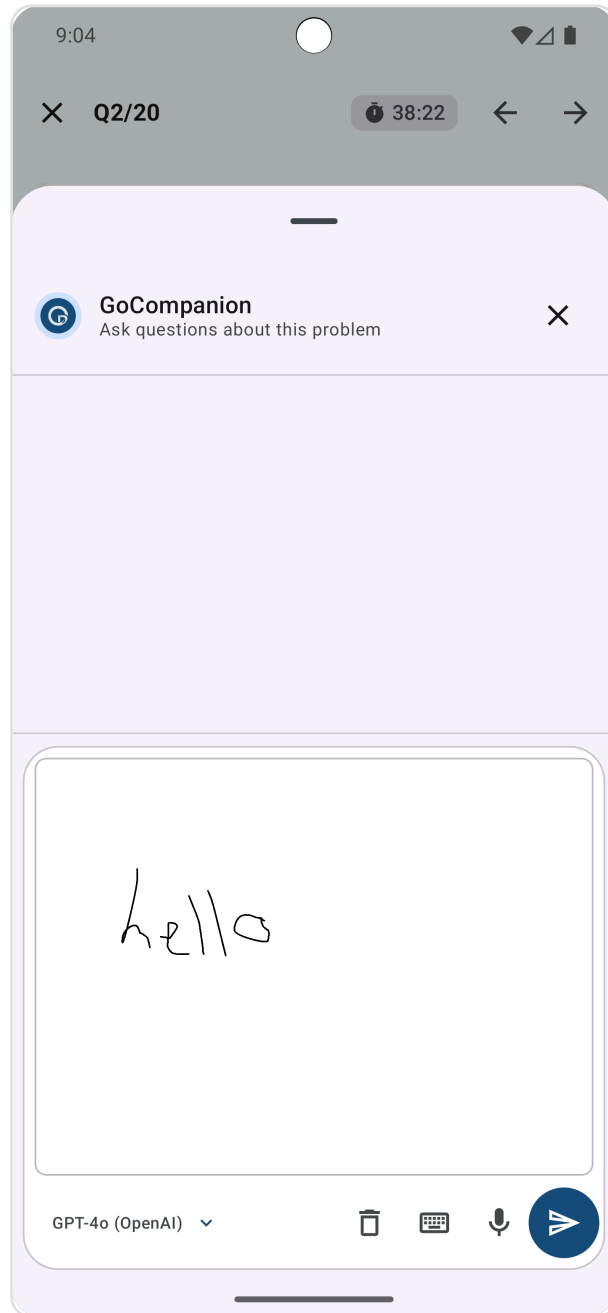 9:04
Q2/20 38:22
GoCompanion
Ask questions about this problem
hello
GPT-4o (OpenAI)